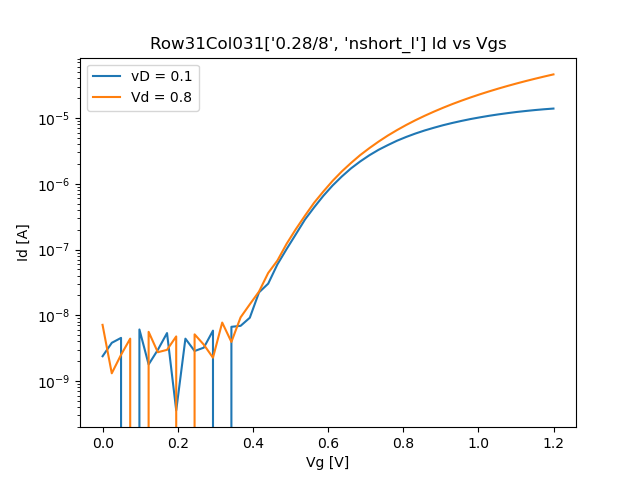 Row31Col031['0.28/8', 'nshort_l'] Id vs Vgs
vD = 0.1
Vd = 0.8
Id [A]
10⁻⁵
10⁻⁶
10⁻⁷
10⁻⁸
10⁻⁹
0.0 0.2 0.4 0.6 0.8 1.0 1.2
Vg [V]